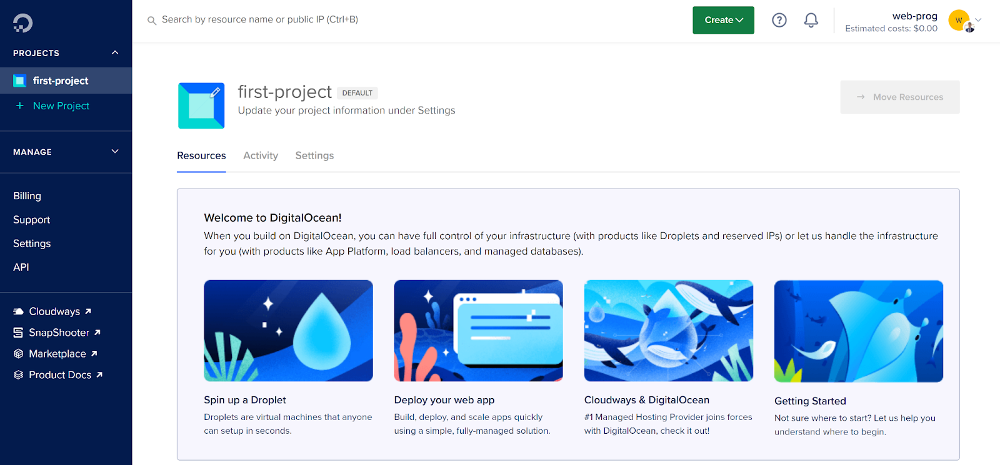 PROJECTS
first-project
+ New Project
MANAGE
Billing
Support
Settings
API
Cloudways
SnapShooter
Marketplace
Product Docs
Search by resource name or public IP (Ctrl+B)
Create
?
web-prog
Estimated costs: $0.00
W
first-project DEFAULT
Update your project information under Settings
→ Move Resources
Resources Activity Settings
Welcome to DigitalOcean!
When you build on DigitalOcean, you can have full control of your infrastructure (with products like Droplets and reserved IPs) or let us handle the infrastructure
for you (with products like App Platform, load balancers, and managed databases).
Spin up a Droplet
Droplets are virtual machines that anyone
can setup in seconds.
Deploy your web app
Build, deploy, and scale apps quickly
using a simple, fully-managed solution.
Cloudways & DigitalOcean
#1 Managed Hosting Provider joins forces
with DigitalOcean, check it out!
Getting Started
Not sure where to start? Let us help you
understand where to begin.